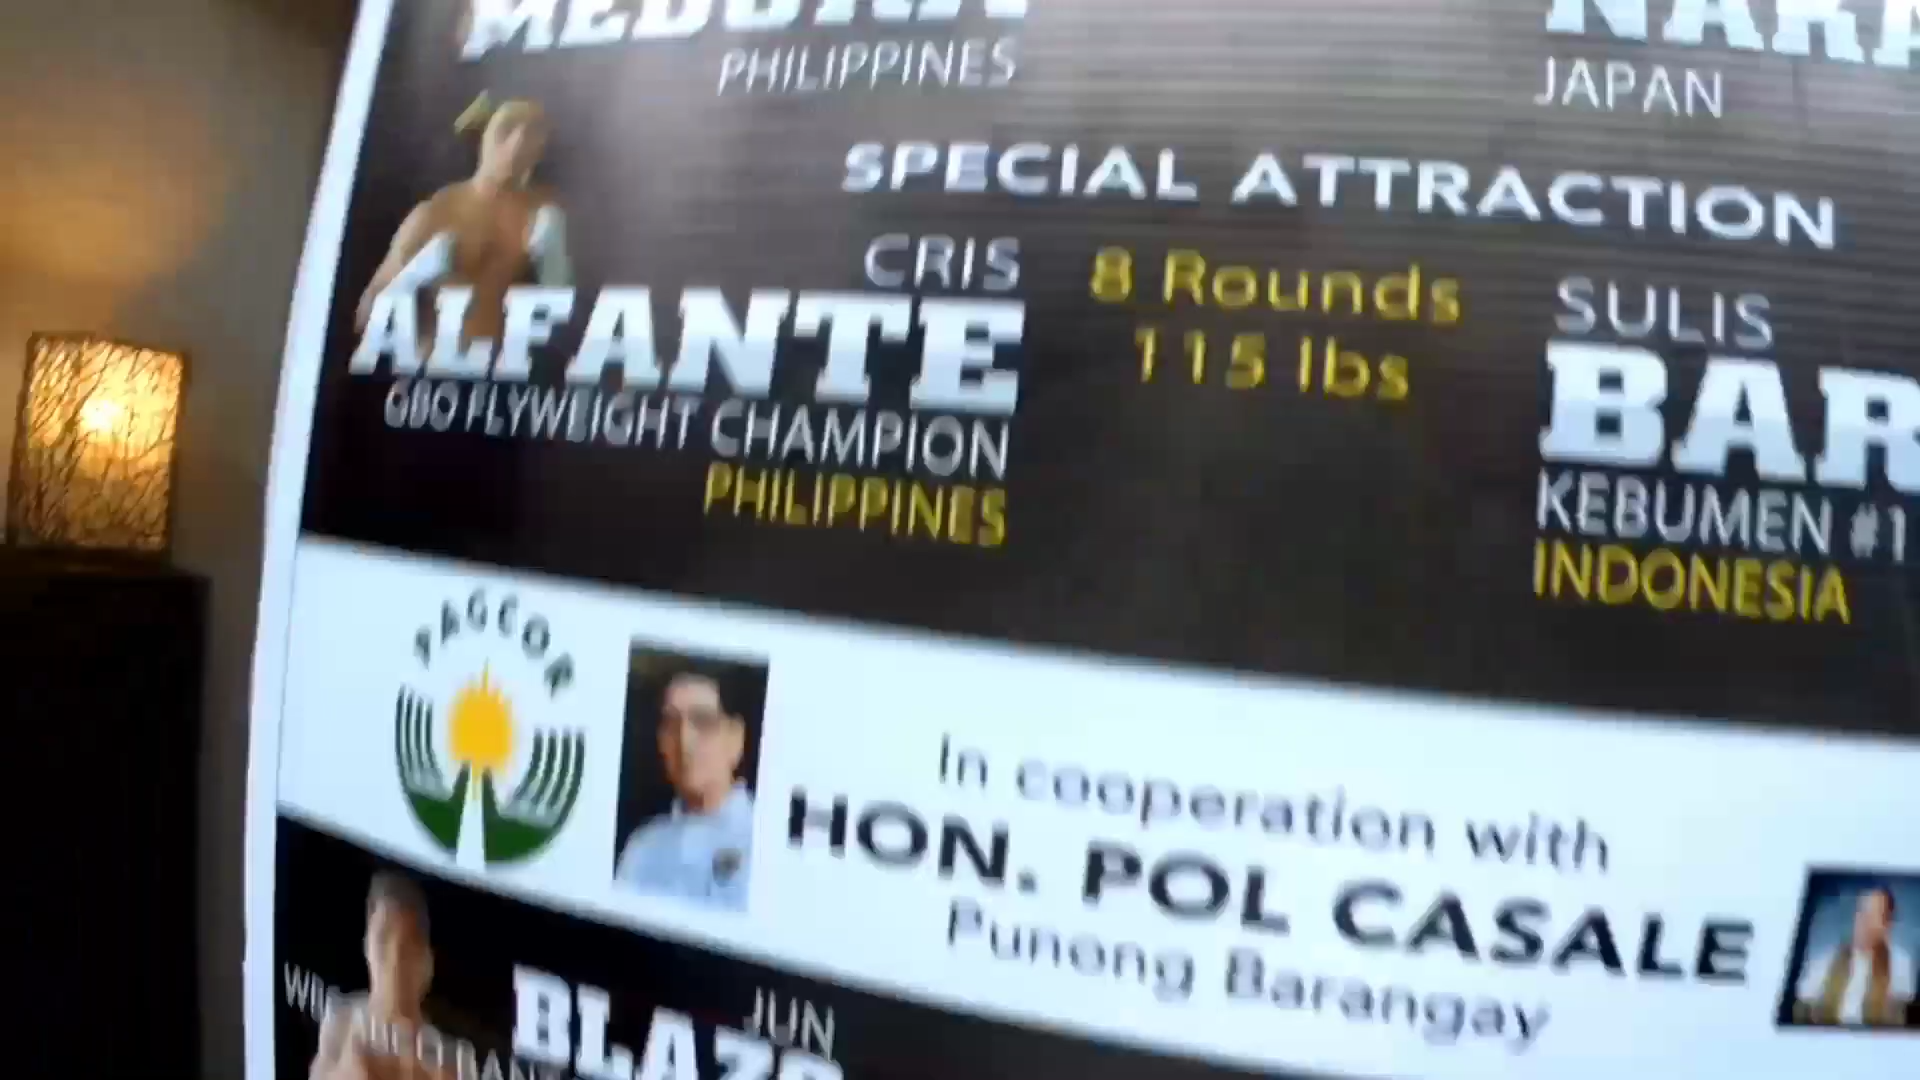 PHILIPPINES
JAPAN
SPECIAL ATTRACTION
CRIS
ALFANTE
GBO FLYWEIGHT CHAMPION
PHILIPPINES
8 Rounds
115 lbs
SULIS
BAR
KEBUMEN #1
INDONESIA
PAGCOR
In cooperation with
HON. POL CASALE
Punong Barangay
JUN